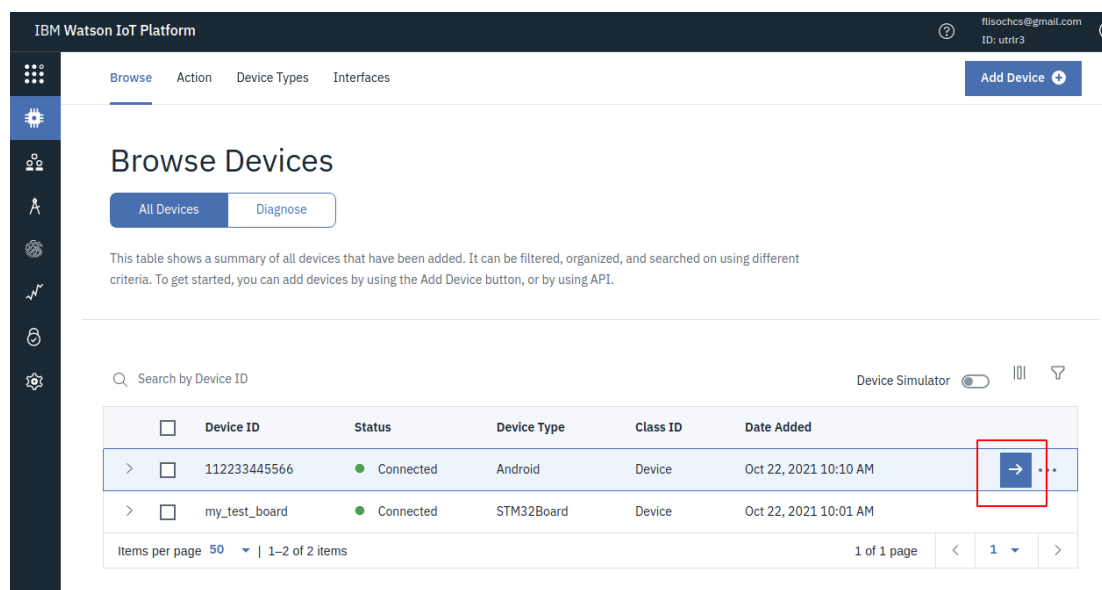 IBM Watson IoT Platform
flisochcs@gmail.com
ID: utrlr3
Browse Action Device Types Interfaces
Add Device
Browse Devices
All Devices Diagnose
This table shows a summary of all devices that have been added. It can be filtered, organized, and searched on using different
criteria. To get started, you can add devices by using the Add Device button, or by using API.
Search by Device ID
Device Simulator
Device ID Status Device Type Class ID Date Added
112233445566 Connected Android Device Oct 22, 2021 10:10 AM
my_test_board Connected STM32Board Device Oct 22, 2021 10:01 AM
Items per page 50 | 1–2 of 2 items 1 of 1 page 1